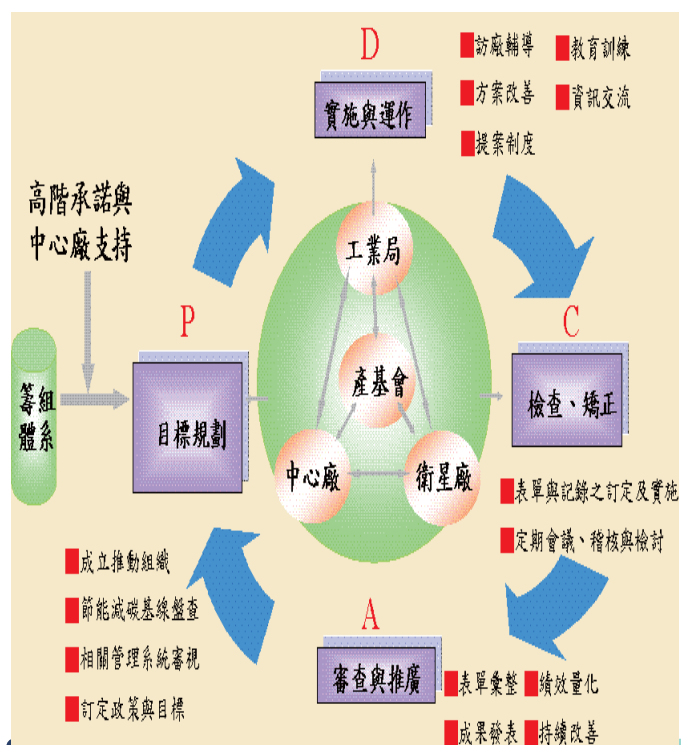 D
實施與運作
訪廠輔導
教育訓練
方案改善
資訊交流
提案制度
高階承諾與
中心廠支持
籌組
體系
P
目標規劃
工業局
產基會
中心廠
衛星廠
C
檢查、矯正
表單與記錄之訂定及實施
定期會議、稽核與檢討
成立推動組織
節能減碳基線盤查
相關管理系統審視
訂定政策與目標
A
審查與推廣
表單彙整
績效量化
成果發表
持續改善